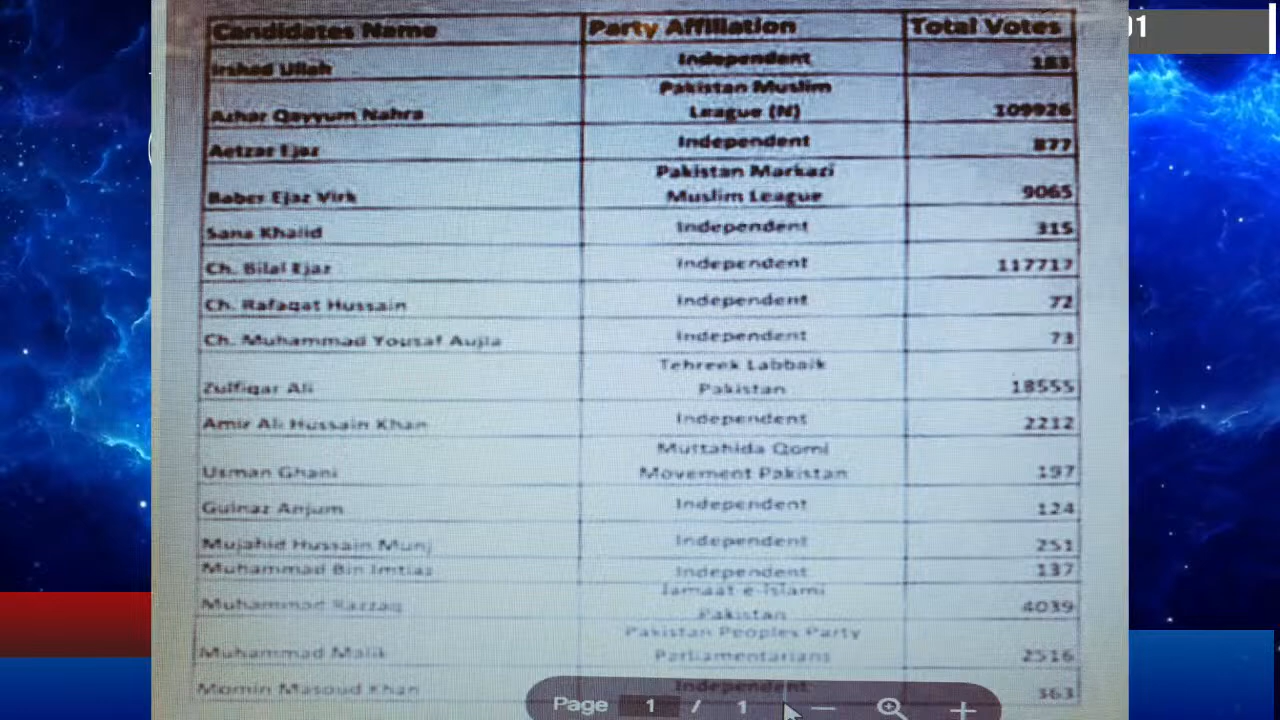 01
Candidates Name Party Affiliation Total Votes
Irshad Ullah Independent 183
Pakistan Muslim
Azhar Qayyum Nahra League (N) 109926
Aetzaz Ejaz Independent 877
Pakistan Markazi
Baber Ejaz Virk Muslim League 9065
Sana Khalid Independent 315
Ch. Bilal Ejaz Independent 117717
Ch. Rafaqat Hussain Independent 72
Ch. Muhammad Yousaf Aujla Independent 73
Tehreek Labbaik
Zulfiqar Ali Pakistan 18555
Amir Ali Hussain Khan Independent 2212
Muttahida Qomi
Usman Ghani Movement Pakistan 197
Gulnaz Anjum Independent 124
Mujahid Hussain Munj Independent 251
Muhammad Bin Imtiaz Independent 137
Jamaat-e-Islami
Muhammad Razzaq Pakistan 4039
Pakistan Peoples Party
Muhammad Malik Parliamentarians 2516
Momin Masoud Khan Independent 363
Page 1 / 1